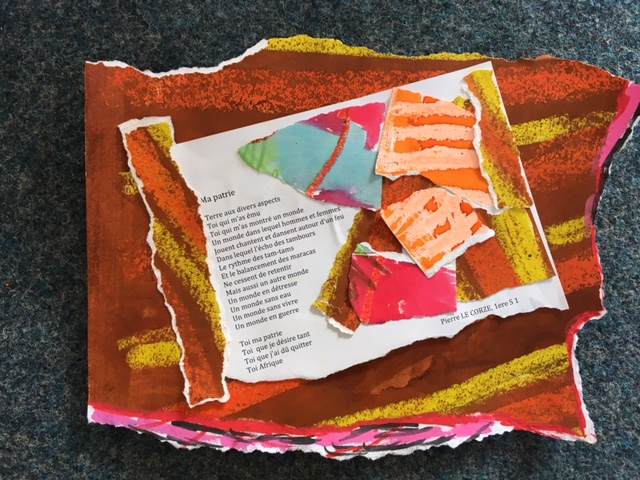 Ma patrie
Terre aux divers aspects
Toi qui m'as ému
Toi qui m'as montré un monde
Un monde dans lequel hommes et femmes
Jouent chantent et dansent autour d'un feu
Dans lequel l'écho des tambours
Le rythme des tam-tams
Et le balancement des maracas
Ne cessent de retentir
Mais aussi un autre monde
Un monde en détresse
Un monde sans eau
Un monde sans vivre
Un monde en guerre
Toi ma patrie
Toi que je désire tant
Toi que j'ai dû quitter
Toi Afrique
Pierre LE CORZE, 1ere S 1